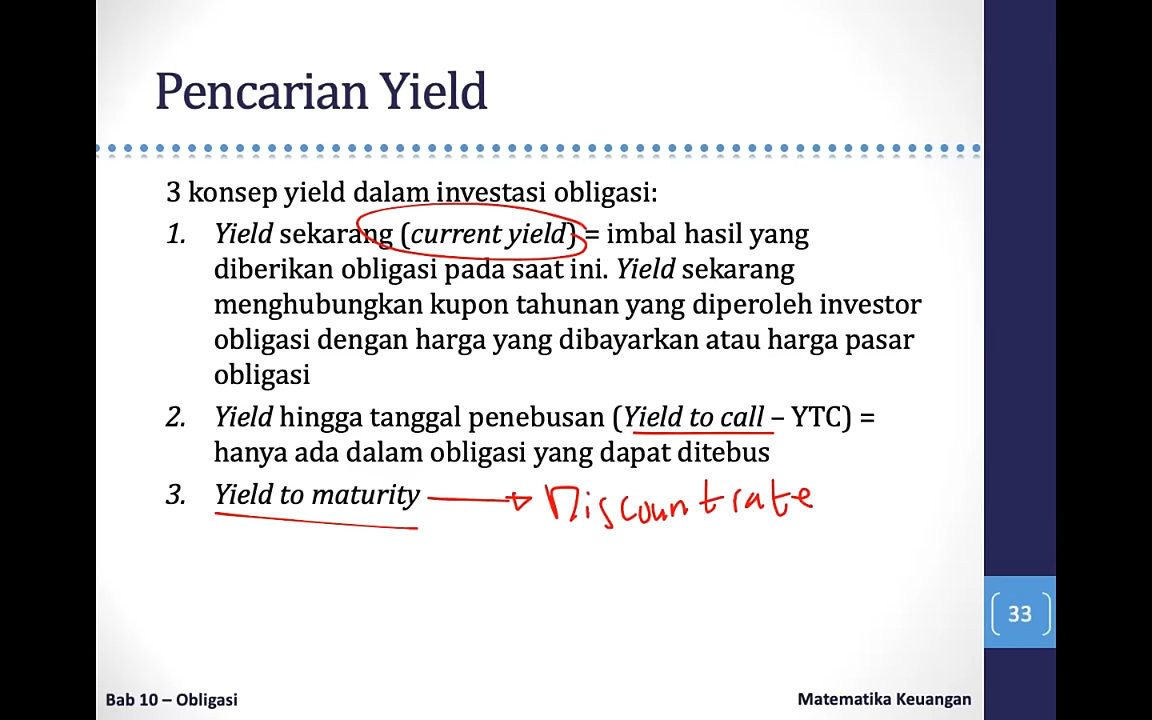 Pencarian Yield
3 konsep yield dalam investasi obligasi:
1. Yield sekarang (current yield) = imbal hasil yang
diberikan obligasi pada saat ini. Yield sekarang
menghubungkan kupon tahunan yang diperoleh investor
obligasi dengan harga yang dibayarkan atau harga pasar
obligasi
2. Yield hingga tanggal penebusan (Yield to call – YTC) =
hanya ada dalam obligasi yang dapat ditebus
3. Yield to maturity → Discount rate
33
Bab 10 – Obligasi
Matematika Keuangan